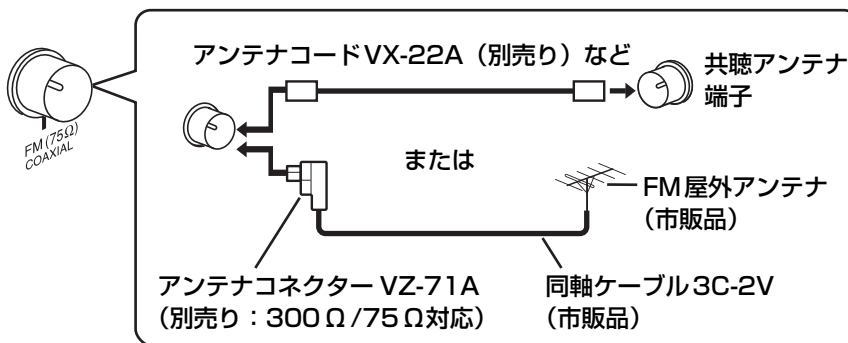 アンテナコードVX-22A（別売り）など
共聴アンテナ
端子
FM (75Ω)
COAXIAL
または
FM屋外アンテナ
（市販品）
アンテナコネクター VZ-71A
（別売り：300Ω/75Ω対応）
同軸ケーブル3C-2V
（市販品）